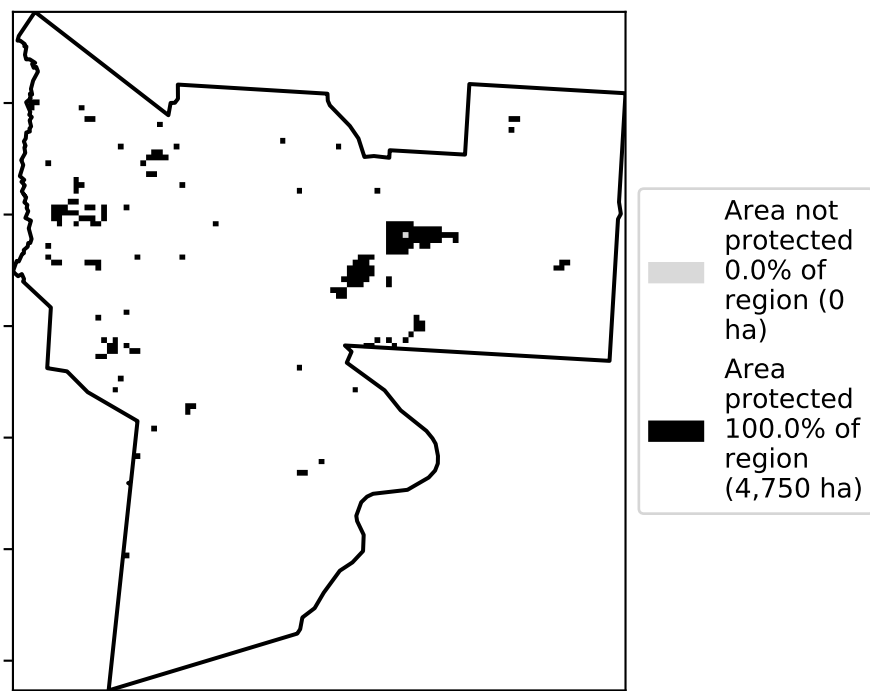 Area not
protected
0.0% of
region (0
ha)
Area
protected
100.0% of
region
(4,750 ha)